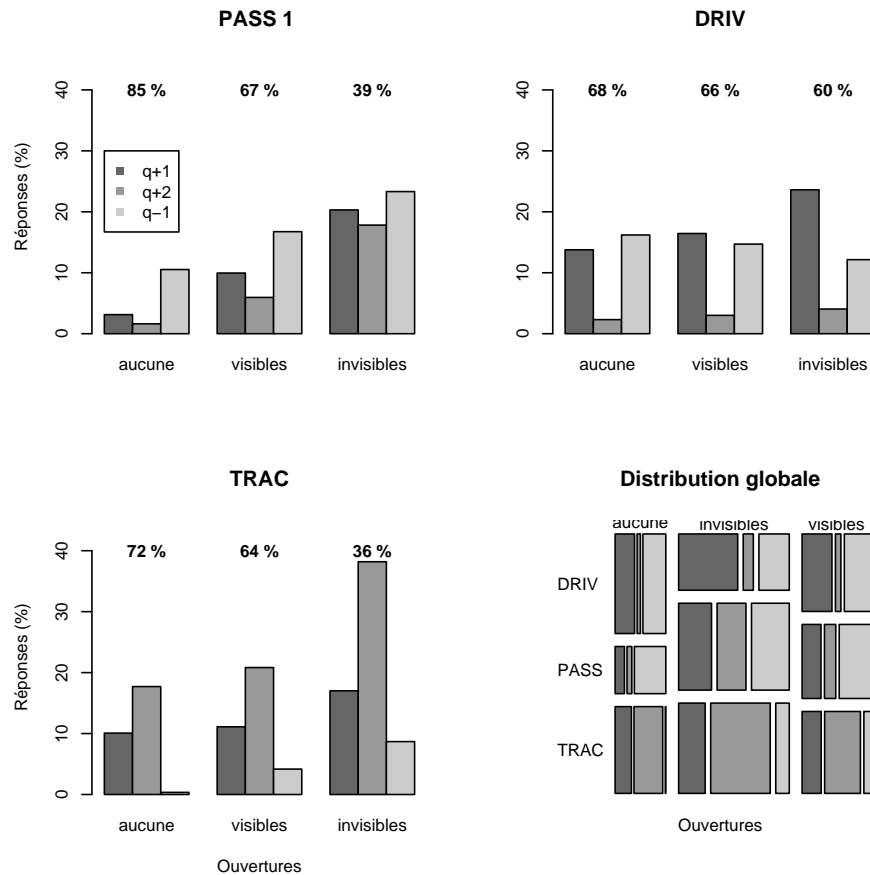 PASS 1
85 % 67 % 39 %
Réponses (%)
0 10 20 30 40
q+1
q+2
q−1
aucune visibles invisibles
DRIV
68 % 66 % 60 %
0 10 20 30 40
aucune visibles invisibles
TRAC
72 % 64 % 36 %
Réponses (%)
0 10 20 30 40
aucune visibles invisibles
Ouvertures
Distribution globale
aucune invisibles visibles
DRIV
PASS
TRAC
Ouvertures